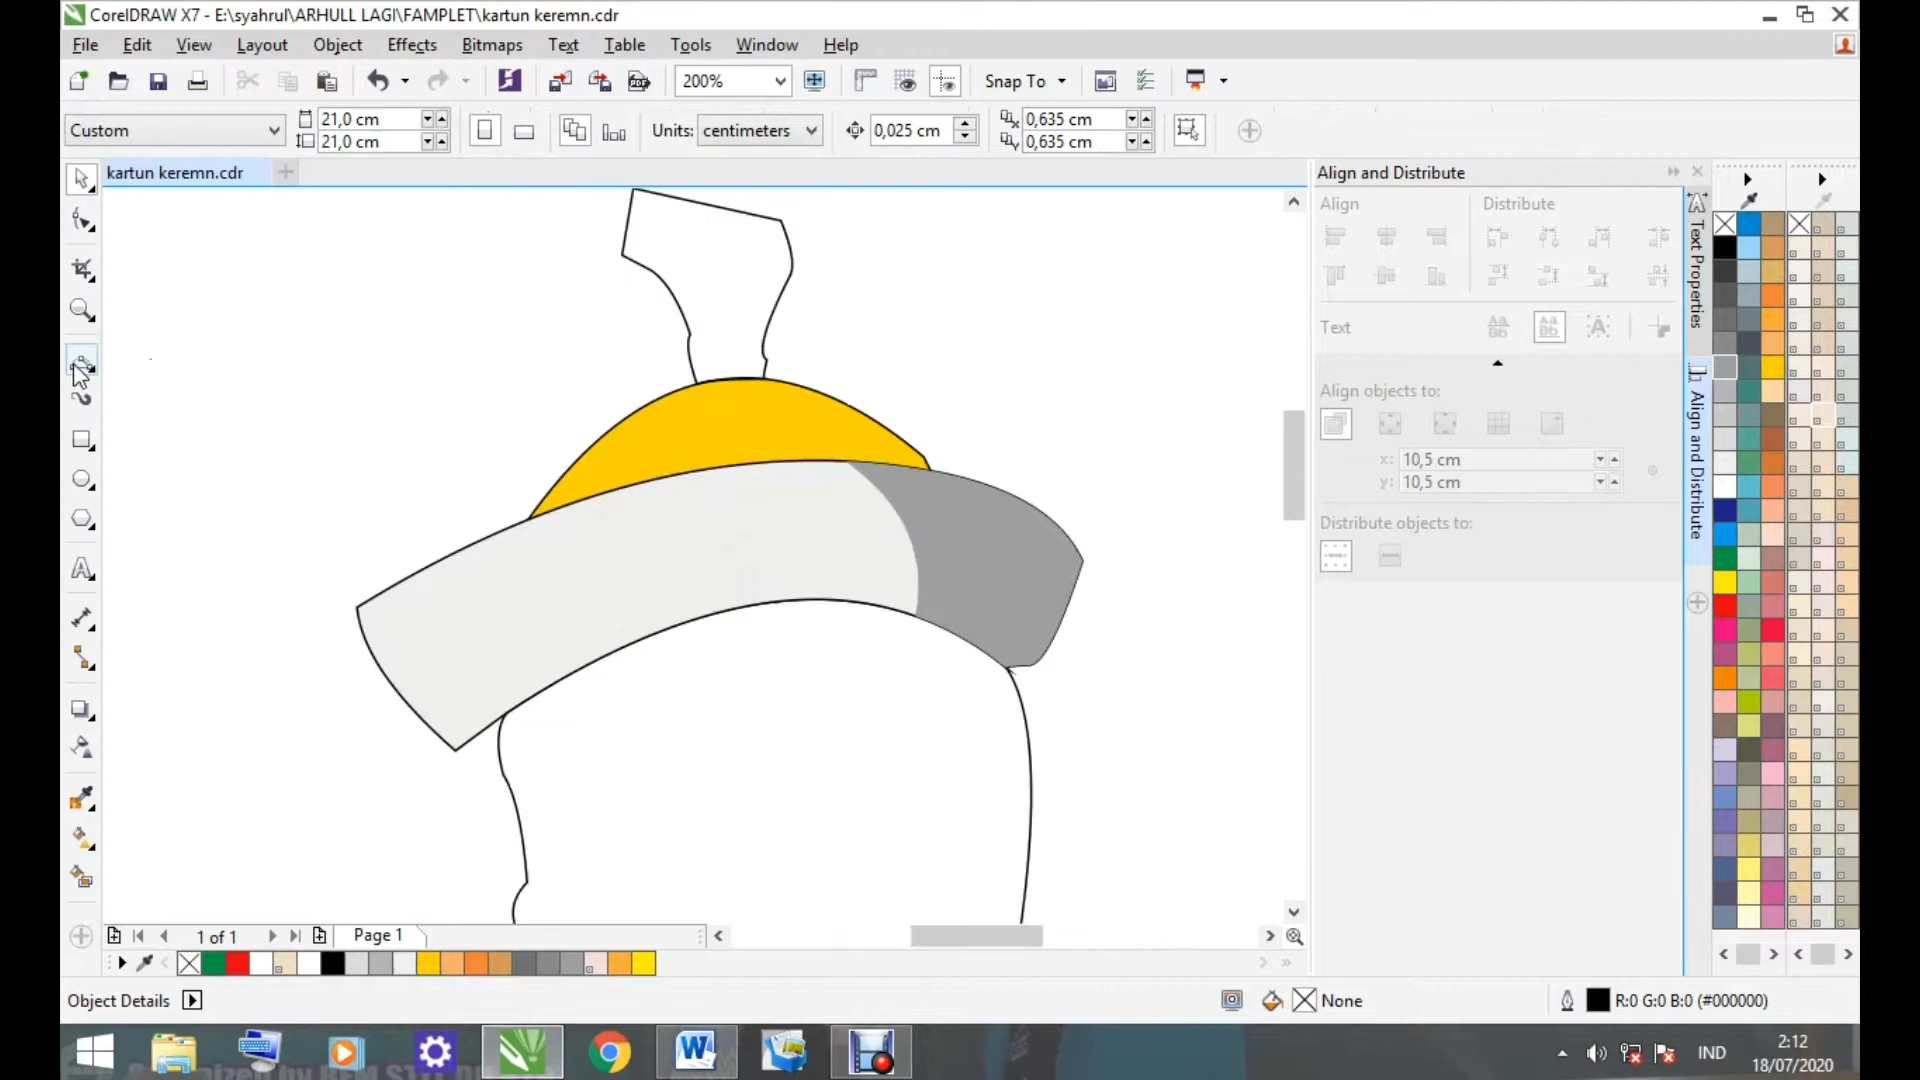 CorelDRAW X7 - E:\syahrul\ARHULL LAGI\FAMPLET\kartun keremn.cdr
File Edit View Layout Object Effects Bitmaps Text Table Tools Window Help
200% Snap To
Custom 21,0 cm 21,0 cm Units: centimeters 0,025 cm 0,635 cm 0,635 cm
kartun keremn.cdr
Align and Distribute
Align Distribute
Text
Align objects to:
x: 10,5 cm
y: 10,5 cm
Distribute objects to:
Text Properties
Align and Distribute
1 of 1 Page 1
Object Details None R:0 G:0 B:0 (#000000)
IND 2:12
18/07/2020